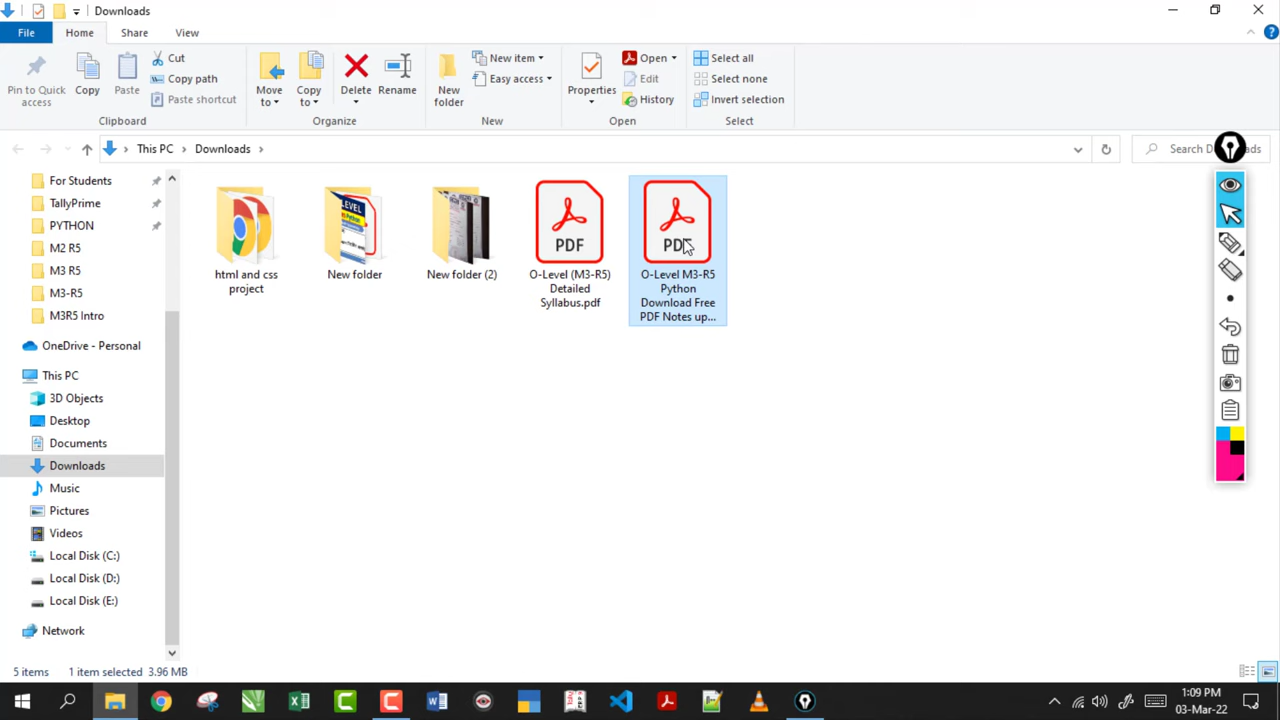 Downloads
File
Home
Share
View
Pin to Quick
access
Copy
Paste
Cut
Copy path
Paste shortcut
Clipboard
Move
to
Copy
to
Delete
Rename
Organize
New
folder
New item
Easy access
New
Properties
Open
Edit
History
Open
Select all
Select none
Invert selection
Select
This PC
Downloads
For Students
TallyPrime
PYTHON
M2 R5
M3 R5
M3-R5
M3R5 Intro
OneDrive - Personal
This PC
3D Objects
Desktop
Documents
Downloads
Music
Pictures
Videos
Local Disk (C:)
Local Disk (D:)
Local Disk (E:)
Network
html and css
project
New folder
New folder (2)
PDF
O-Level (M3-R5)
Detailed
Syllabus.pdf
O-Level M3-R5
Python
Download Free
PDF Notes up...
5 items
1 item selected
3.96 MB
1:09 PM
03-Mar-22